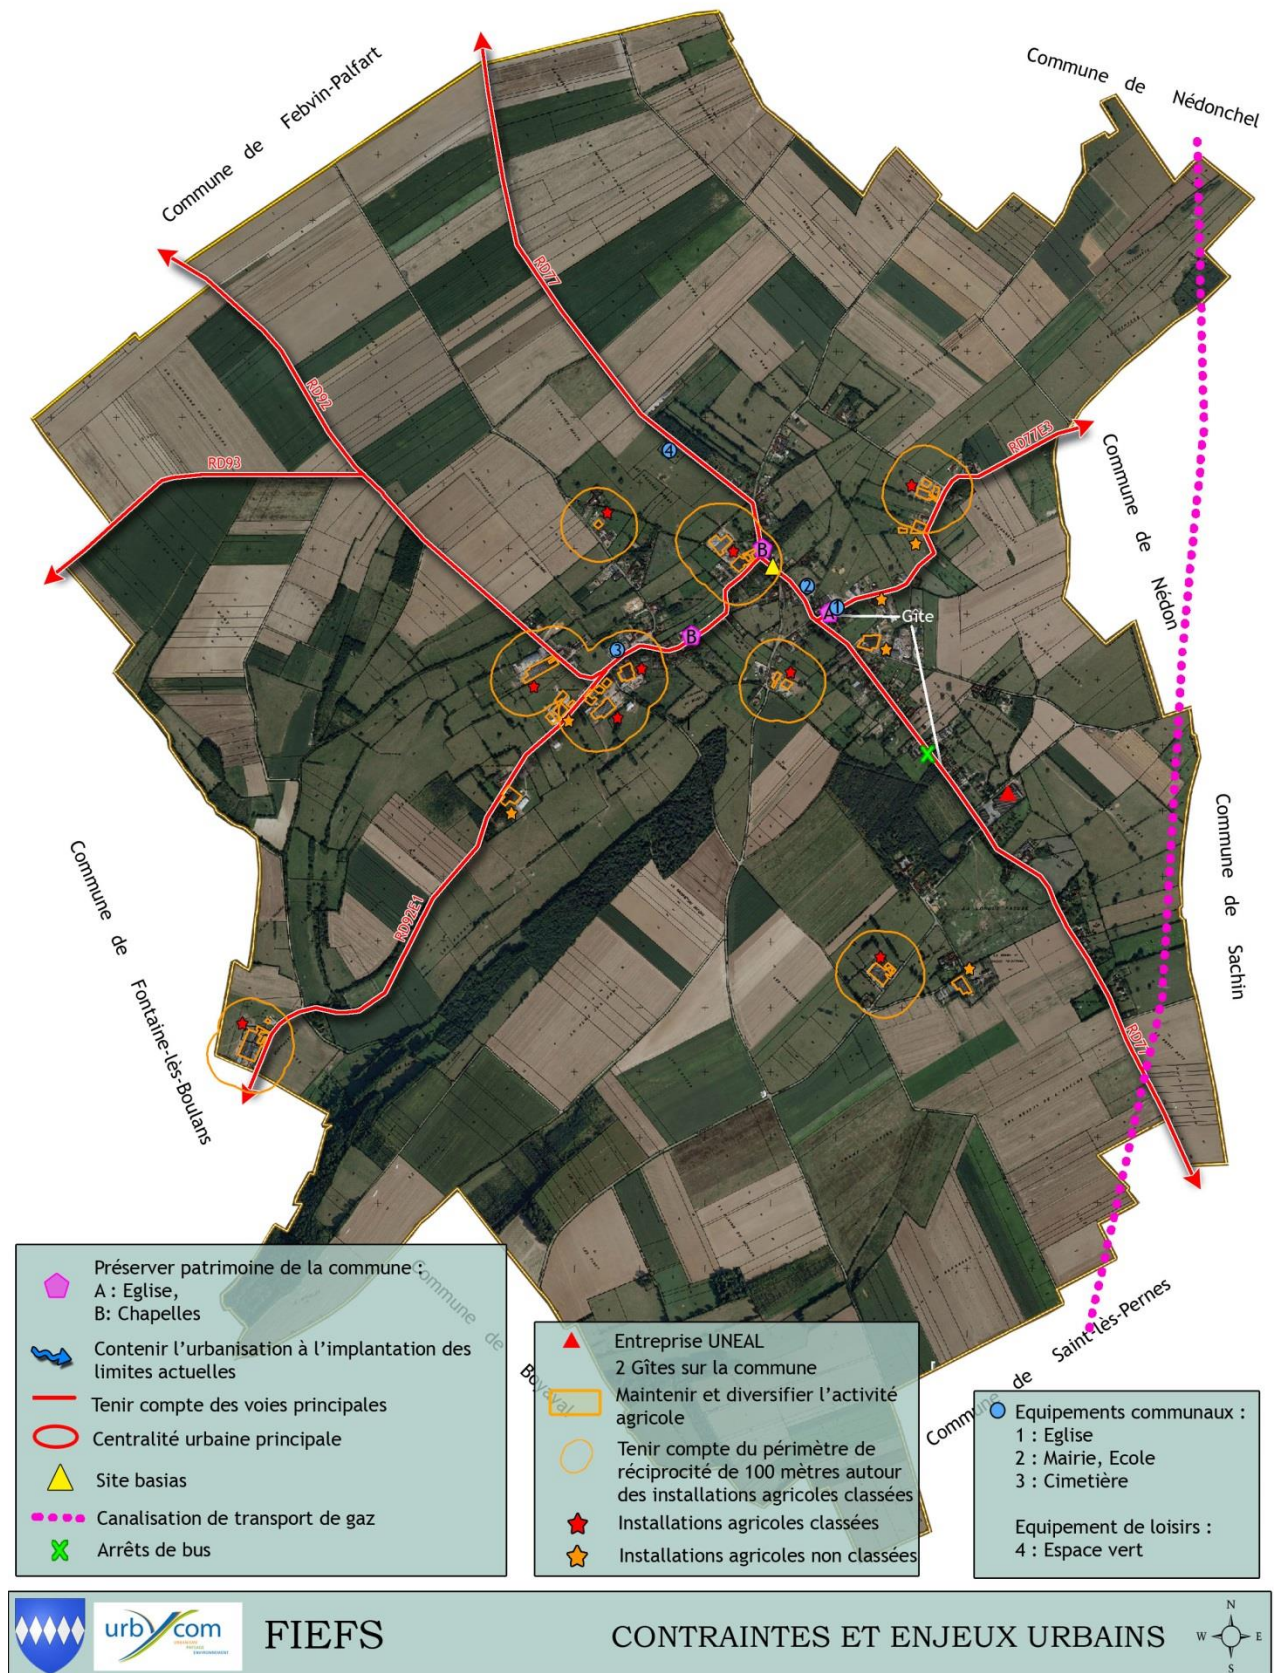 Commune de Febvin-Palfart
Commune de Nédonchel
RD77
RD92
RD93
RD77E3
4
B
2
1
A
Gîte
B
3
Commune de Nédon
Commune de Sachin
RD92E1
Commune de Fontaine-lès-Boulans
RD77
Commune de Boyaval
Commune de Saint-lès-Pernes
Préserver patrimoine de la commune :
A : Eglise,
B: Chapelles
Contenir l’urbanisation à l’implantation des
limites actuelles
Tenir compte des voies principales
Centralité urbaine principale
Site basias
Canalisation de transport de gaz
Arrêts de bus
Entreprise UNEAL
2 Gîtes sur la commune
Maintenir et diversifier l’activité
agricole
Tenir compte du périmètre de
réciprocité de 100 mètres autour
des installations agricoles classées
Installations agricoles classées
Installations agricoles non classées
Equipements communaux :
1 : Eglise
2 : Mairie, Ecole
3 : Cimetière
Equipement de loisirs :
4 : Espace vert
urbycom
FIEFS
CONTRAINTES ET ENJEUX URBAINS
N
W E
S